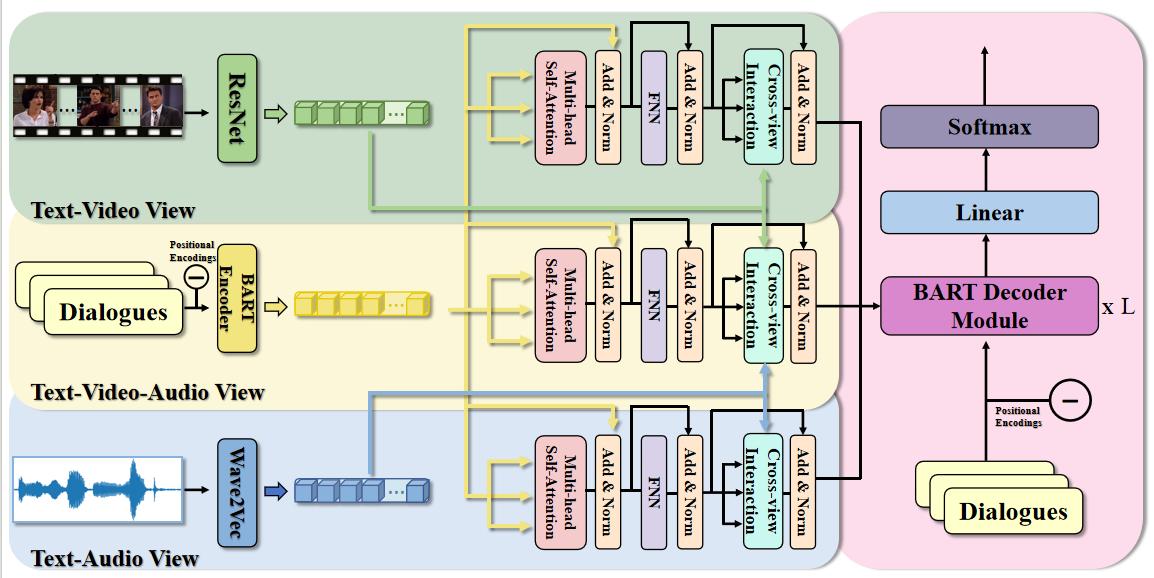 ResNet
...
...
...
Multi-head
Self-Attention
Add & Norm
FNN
Add & Norm
Cross-view
Interaction
Add & Norm
Text-Video View
Positional
Encodings
Dialogues
BART
Encoder
...
Multi-head
Self-Attention
Add & Norm
FNN
Add & Norm
Cross-view
Interaction
Add & Norm
Text-Video-Audio View
Wave2Vec
...
Multi-head
Self-Attention
Add & Norm
FNN
Add & Norm
Cross-view
Interaction
Add & Norm
Text-Audio View
Softmax
Linear
BART Decoder
Module
x L
Positional
Encodings
Dialogues